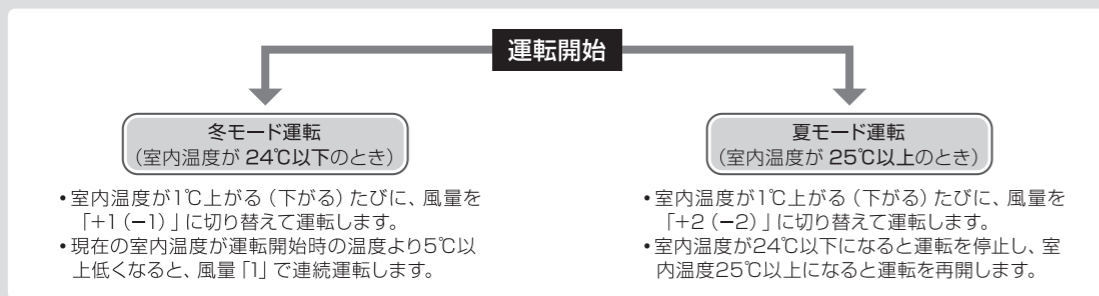 運転開始
冬モード運転
(室内温度が 24℃以下のとき)
•室内温度が1℃上がる(下がる)たびに、風量を
「+1(−1)」に切り替えて運転します。
•現在の室内温度が運転開始時の温度より5℃以
上低くなると、風量「1」で連続運転します。
夏モード運転
(室内温度が 25℃以上のとき)
•室内温度が1℃上がる(下がる)たびに、風量を
「+2(−2)」に切り替えて運転します。
•室内温度が24℃以下になると運転を停止し、室
内温度25℃以上になると運転を再開します。